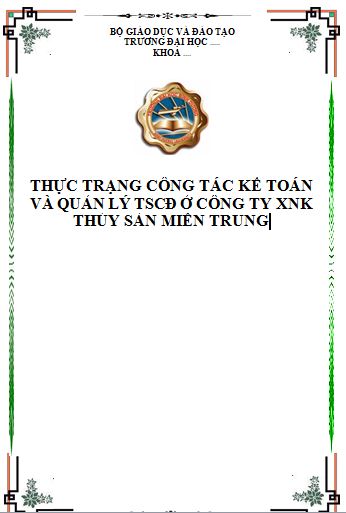 BỘ GIÁO DỤC VÀ ĐÀO TẠO
TRƯỜNG ĐẠI HỌC ....
KHOA ....
THỰC TRẠNG CÔNG TÁC KẾ TOÁN
VÀ QUẢN LÝ TSCĐ Ở CÔNG TY XNK
THỦY SẢN MIỀN TRUNG